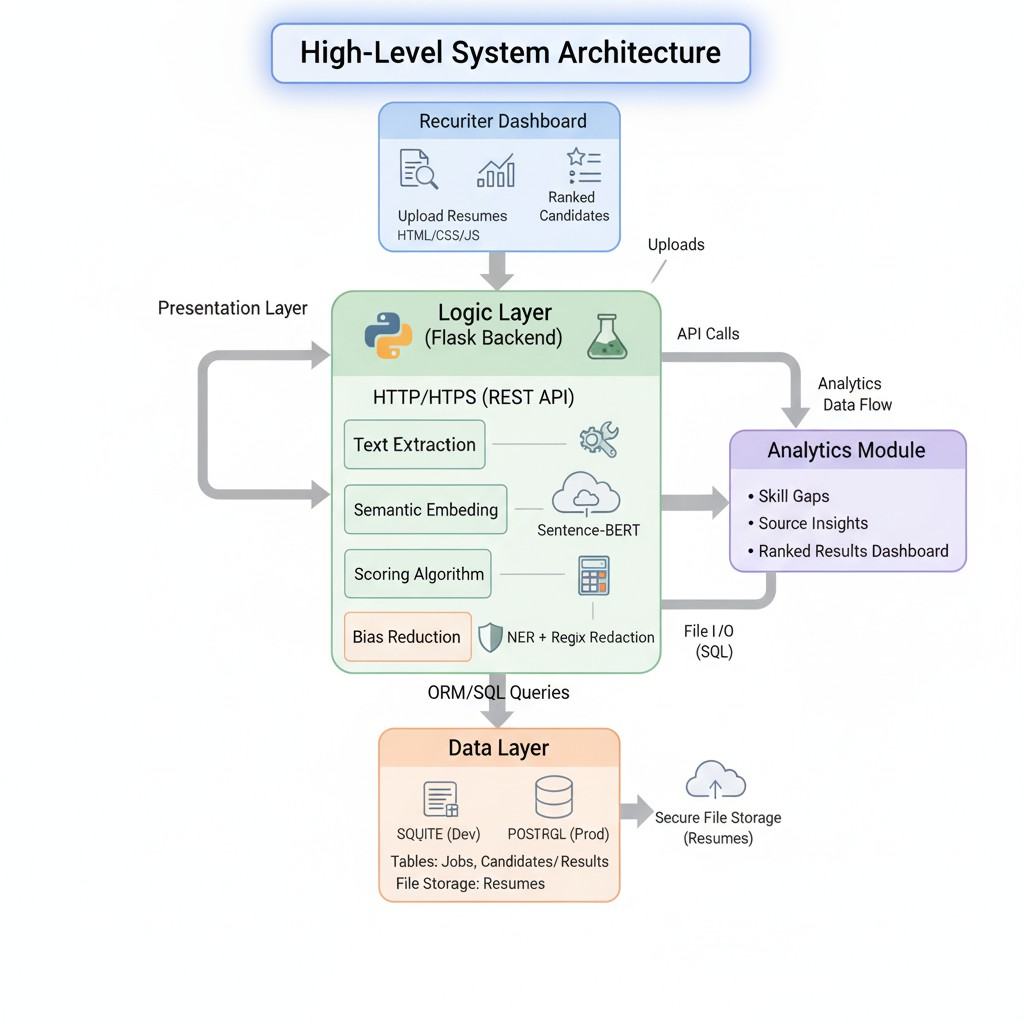 High-Level System Architecture
Recuriter Dashboard
Upload Resumes
HTML/CSS/JS
Ranked
Candidates
Uploads
Presentation Layer
Logic Layer
(Flask Backend)
API Calls
Analytics
Data Flow
HTTP/HTPS (REST API)
Text Extraction
Semantic Embeding
Sentence-BERT
Scoring Algorithm
Bias Reduction
NER + Regix Redaction
Analytics Module
• Skill Gaps
• Source Insights
• Ranked Results Dashboard
File I/O
(SQL)
ORM/SQL Queries
Data Layer
SQUITE (Dev)
POSTRGL (Prod)
Tables: Jobs, Candidates/Results
File Storage: Resumes
Secure File Storage
(Resumes)